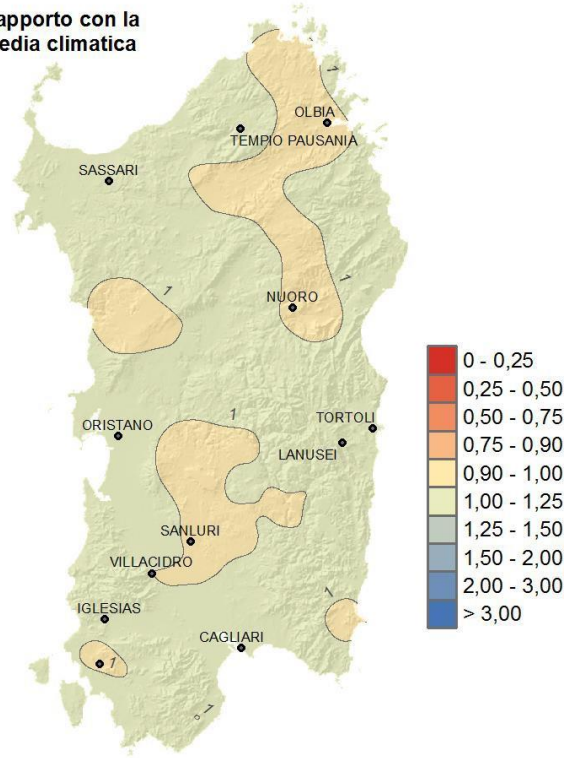 apporto con la
edia climatica
1
OLBIA
TEMPIO PAUSANIA
SASSARI
1
1
NUORO
0 - 0,25
0,25 - 0,50
0,50 - 0,75
0,75 - 0,90
0,90 - 1,00
1,00 - 1,25
1,25 - 1,50
1,50 - 2,00
2,00 - 3,00
> 3,00
1
ORISTANO
TORTOLI
LANUSEI
SANLURI
VILLACIDRO
1
IGLESIAS
CAGLIARI
1
1